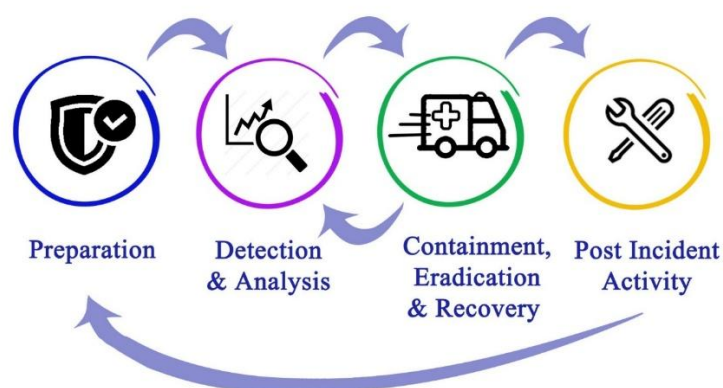 Preparation
Detection
& Analysis
Containment,
Eradication
& Recovery
Post Incident
Activity